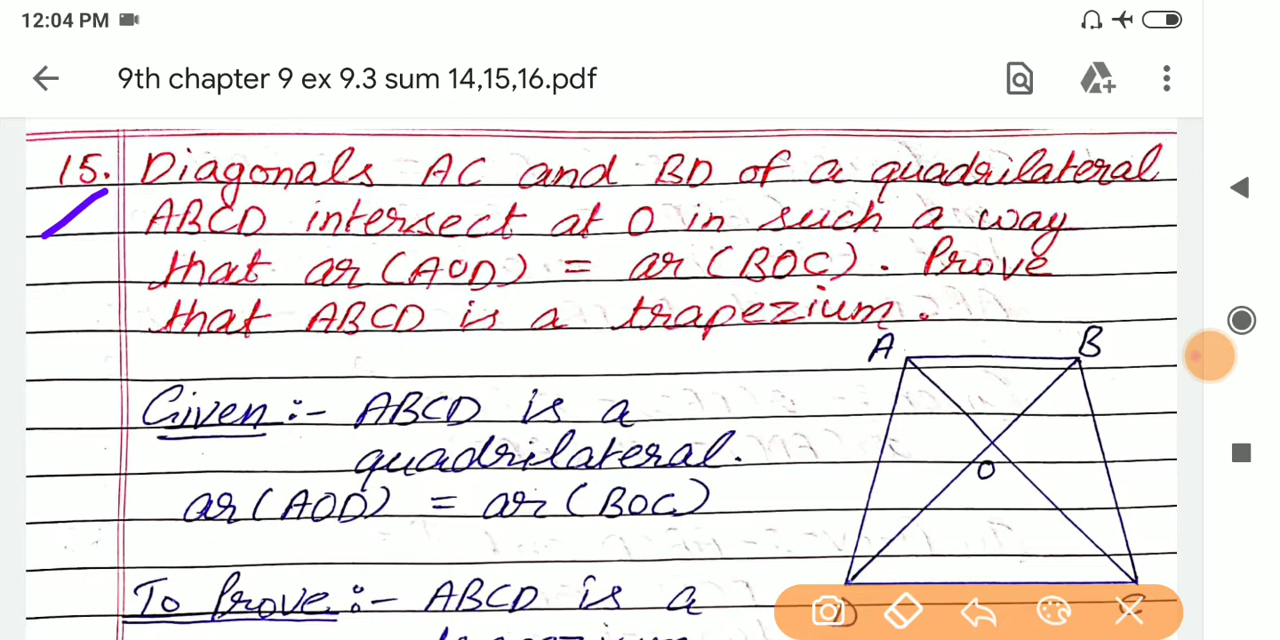 12:04 PM
9th chapter 9 ex 9.3 sum 14,15,16.pdf
15. Diagonals AC and BD of a quadrilateral
ABCD intersect at O in such a way
that ar (AOD) = ar (BOC). Prove
that ABCD is a trapezium.
A B
Given :- ABCD is a
quadrilateral.
O
ar (AOD) = ar (BOC)
To Prove :- ABCD is a